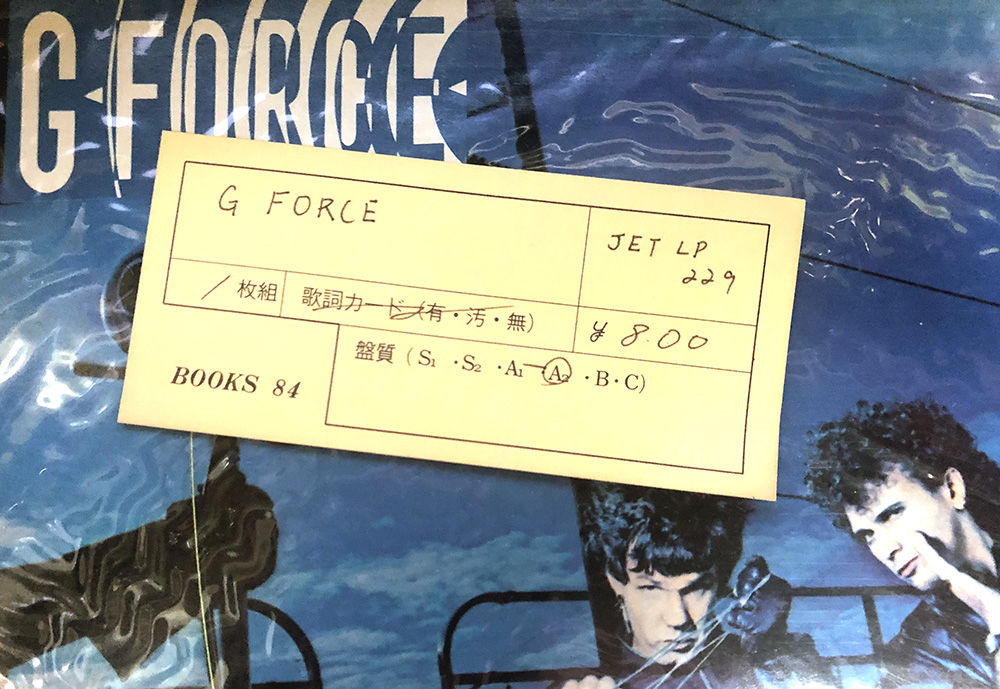 G FORCE
G FORCE
JET LP
229
/枚組
歌詞カード(有・汚・無)
¥ 8.00
盤質 (S₁ ・S₂ ・A₁ ・A₂ ・B・C)
BOOKS 84